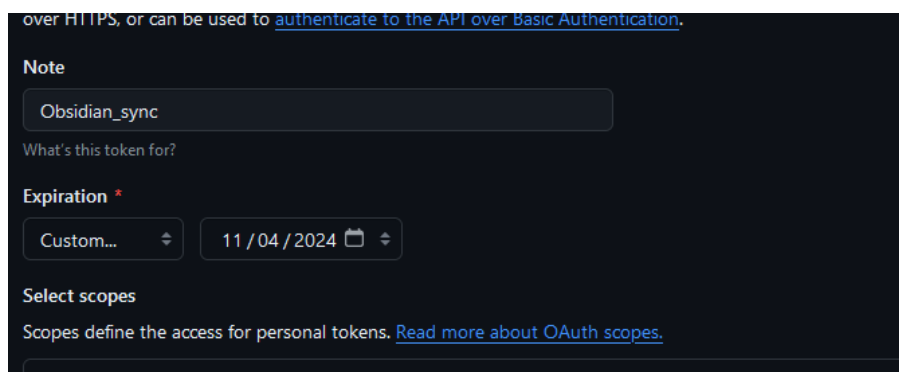 over HTTPS, or can be used to authenticate to the API over Basic Authentication.
Note
Obsidian_sync
What's this token for?
Expiration *
Custom... 11/04/2024
Select scopes
Scopes define the access for personal tokens. Read more about OAuth scopes.